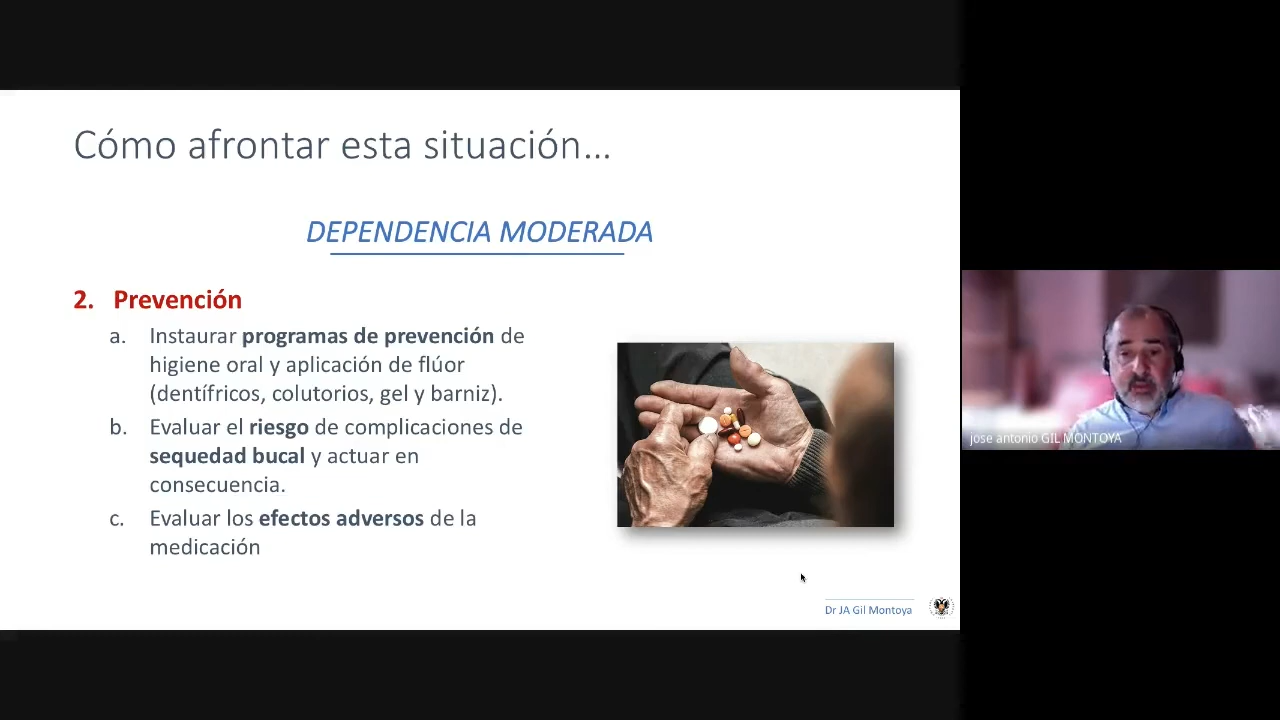 Cómo afrontar esta situación...
DEPENDENCIA MODERADA
2. Prevención
a. Instaurar programas de prevención de
higiene oral y aplicación de flúor
(dentífricos, colutorios, gel y barniz).
b. Evaluar el riesgo de complicaciones de
sequedad bucal y actuar en
consecuencia.
c. Evaluar los efectos adversos de la
medicación
Dr JA Gil Montoya
jose antonio GIL MONTOYA